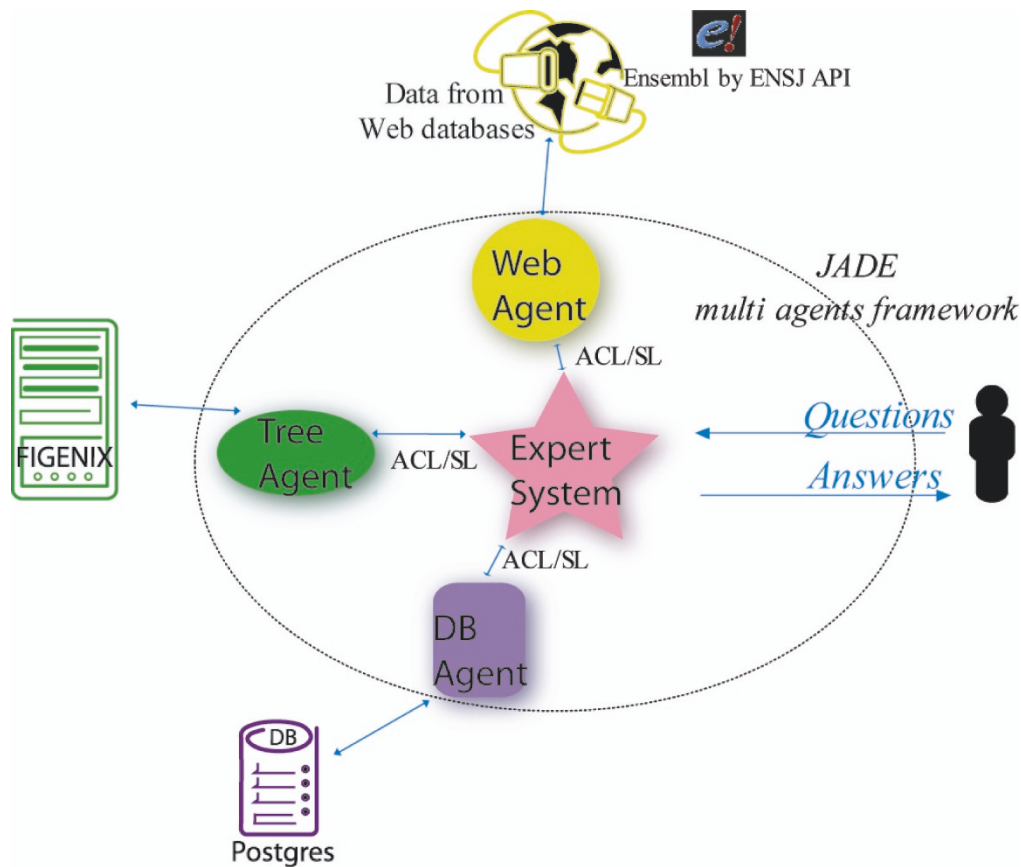 e!
Ensembl by ENSJ API
Data from
Web databases
Web
Agent
JADE
multi agents framework
ACL/SL
FIGENIX
Tree
Agent
ACL/SL
Expert
System
Questions
Answers
ACL/SL
DB
Agent
DB
Postgres